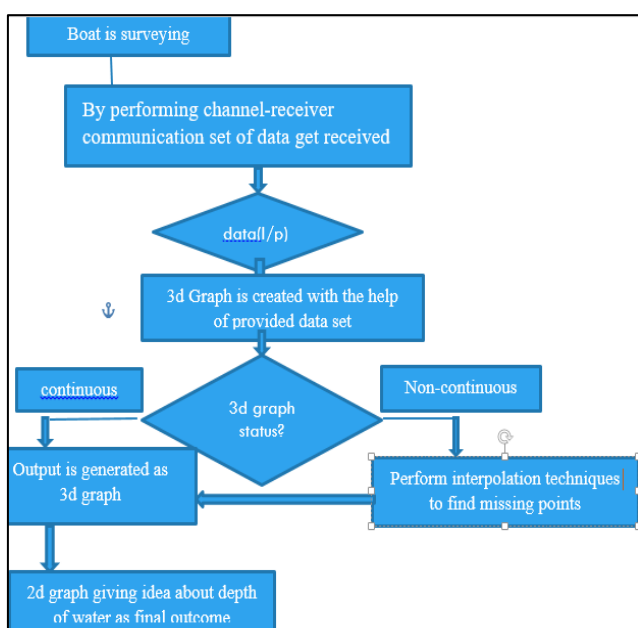 Boat is surveying
By performing channel-receiver
communication set of data get received
data(I/p)
3d Graph is created with the help
of provided data set
continuous
Non-continuous
3d graph
status?
Output is generated as
3d graph
Perform interpolation techniques
to find missing points
2d graph giving idea about depth
of water as final outcome